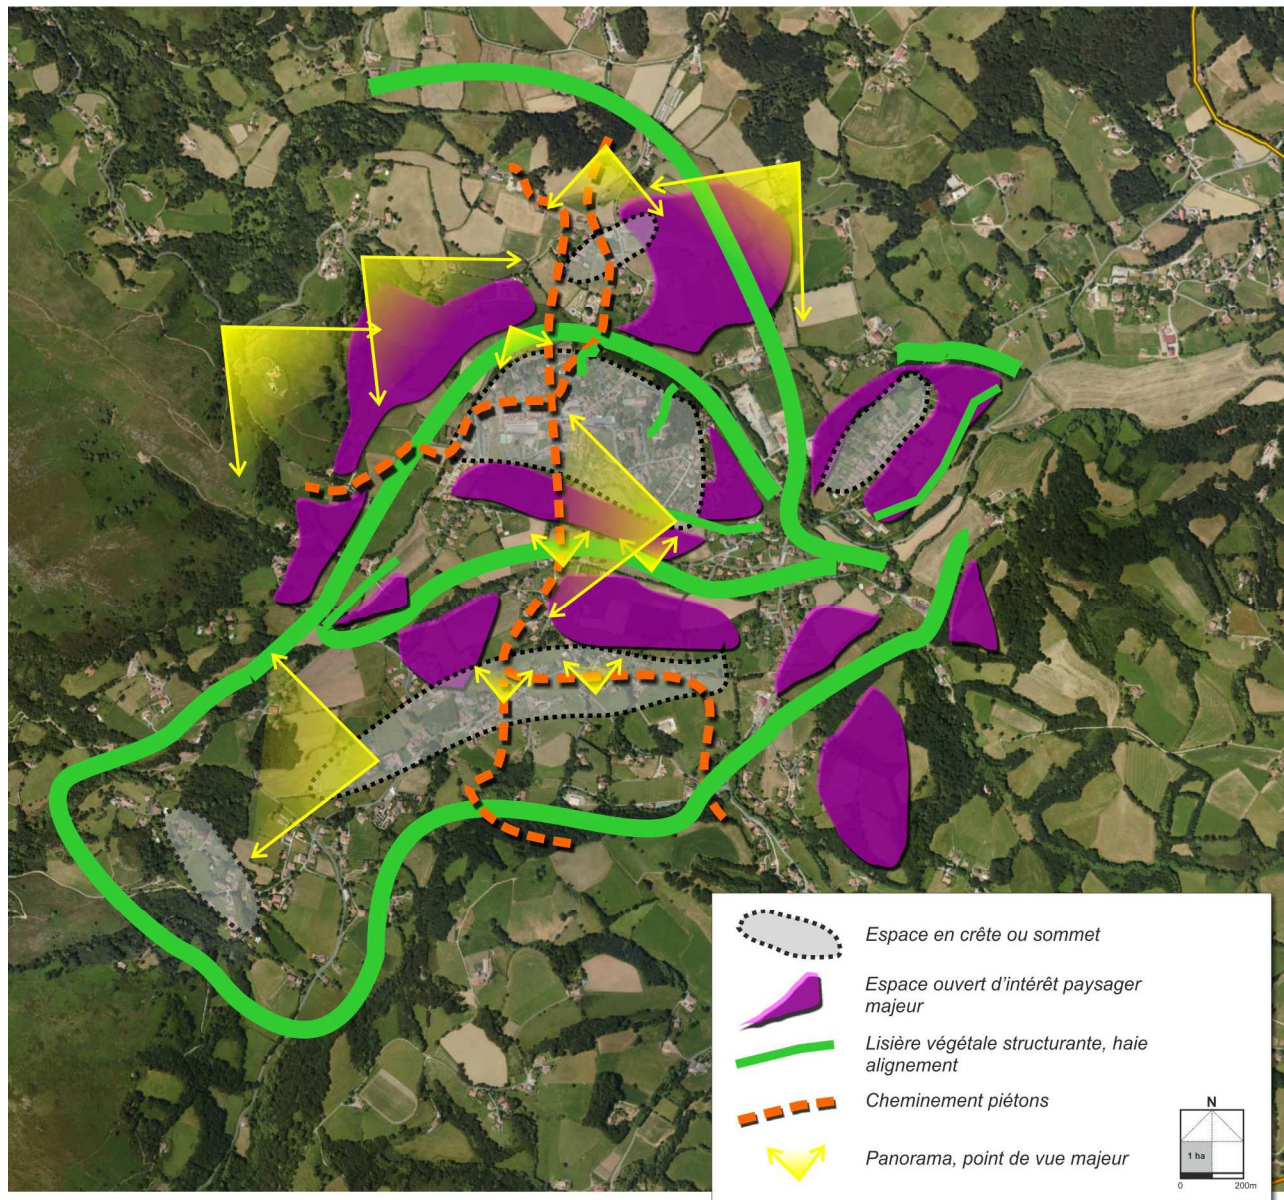 Espace en crête ou sommet
Espace ouvert d'intérêt paysager
majeur
Lisière végétale structurante, haie
alignement
Cheminement piétons
Panorama, point de vue majeur
N
1 ha
0 200m